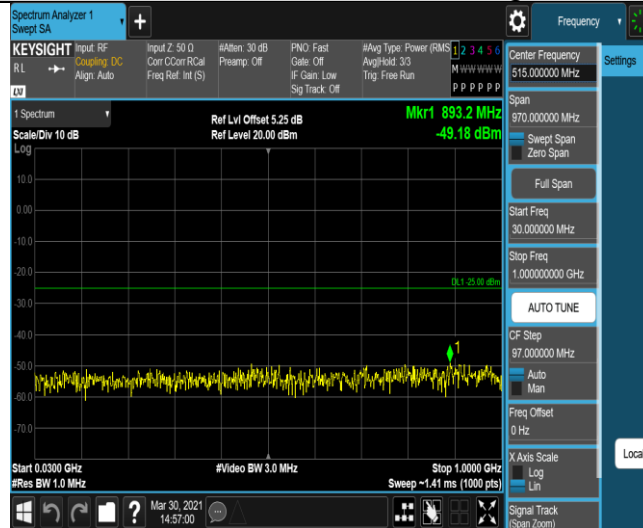 Spectrum Analyzer 1
Swept SA
Frequency
KEYSIGHT
RL
LXI
Input: RF
Coupling: DC
Align: Auto
Input Z: 50 Ω
Corr CCorr RCal
Freq Ref: Int (S)
#Atten: 30 dB
Preamp: Off
PNO: Fast
Gate: Off
IF Gain: Low
Sig Track: Off
#Avg Type: Power (RMS
Avg|Hold: 3/3
Trig: Free Run
1 2 3 4 5 6
M W W W W W
P P P P P P
1 Spectrum
Scale/Div 10 dB
Ref Lvl Offset 5.25 dB
Ref Level 20.00 dBm
Mkr1 893.2 MHz
-49.18 dBm
Log
10.0
0.00
-10.0
-20.0
DL1 -25.00 dBm
-30.0
-40.0
1
-50.0
-60.0
-70.0
Start 0.0300 GHz
#Res BW 1.0 MHz
#Video BW 3.0 MHz
Stop 1.0000 GHz
Sweep ~1.41 ms (1000 pts)
?
Mar 30, 2021
14:57:00
Center Frequency
515.000000 MHz
Span
970.000000 MHz
Swept Span
Zero Span
Full Span
Start Freq
30.000000 MHz
Stop Freq
1.000000000 GHz
AUTO TUNE
CF Step
97.000000 MHz
Auto
Man
Freq Offset
0 Hz
X Axis Scale
Log
Lin
Signal Track
(Span Zoom)
Settings
Loca